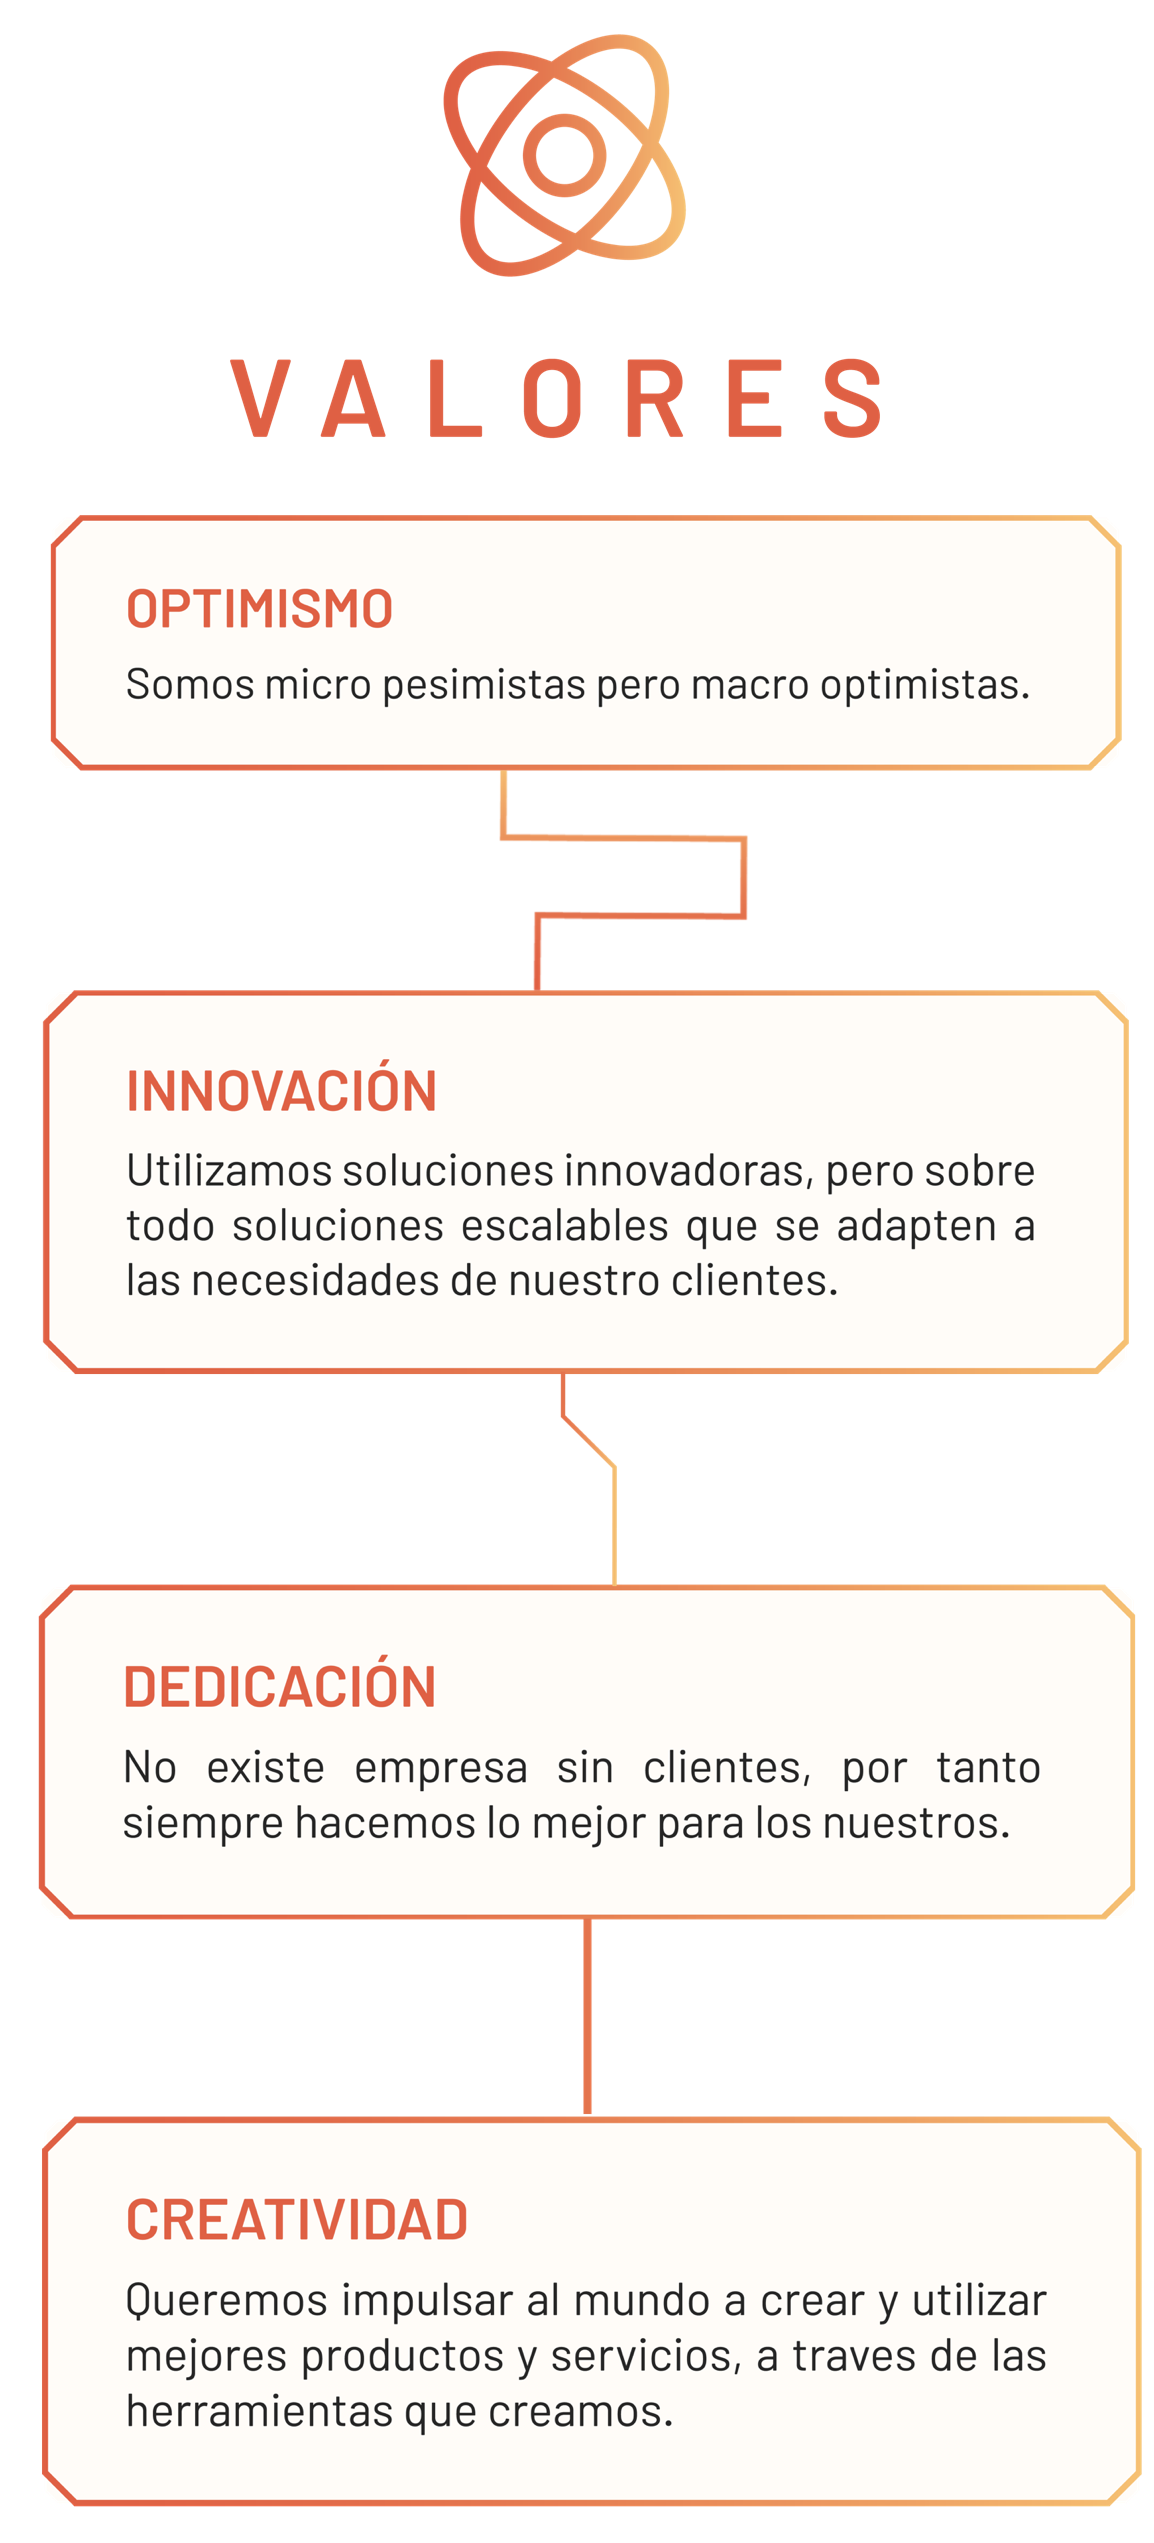 VALORES
OPTIMISMO
Somos micro pesimistas pero macro optimistas.
INNOVACIÓN
Utilizamos soluciones innovadoras, pero sobre
todo soluciones escalables que se adapten a
las necesidades de nuestro clientes.
DEDICACIÓN
No existe empresa sin clientes, por tanto
siempre hacemos lo mejor para los nuestros.
CREATIVIDAD
Queremos impulsar al mundo a crear y utilizar
mejores productos y servicios, a traves de las
herramientas que creamos.